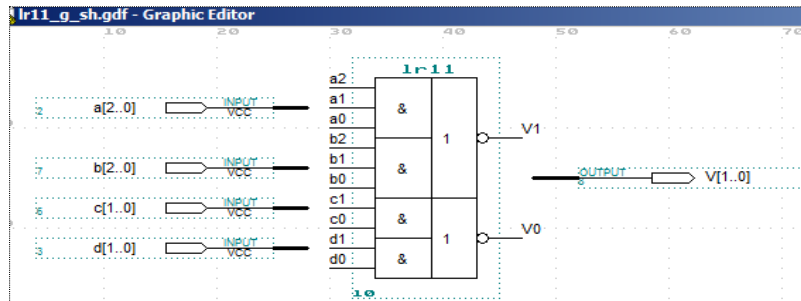 lr11_g_sh.gdf - Graphic Editor
10 20 30 40 50 60 70
lr11
a2
a1
a0
b2
b1
b0
c1
c0
d1
d0
&
&
&
&
1
1
V1
V0
2 a[2..0] INPUT VCC
7 b[2..0] INPUT VCC
6 c[1..0] INPUT VCC
3 d[1..0] INPUT VCC
OUTPUT V[1..0]
10